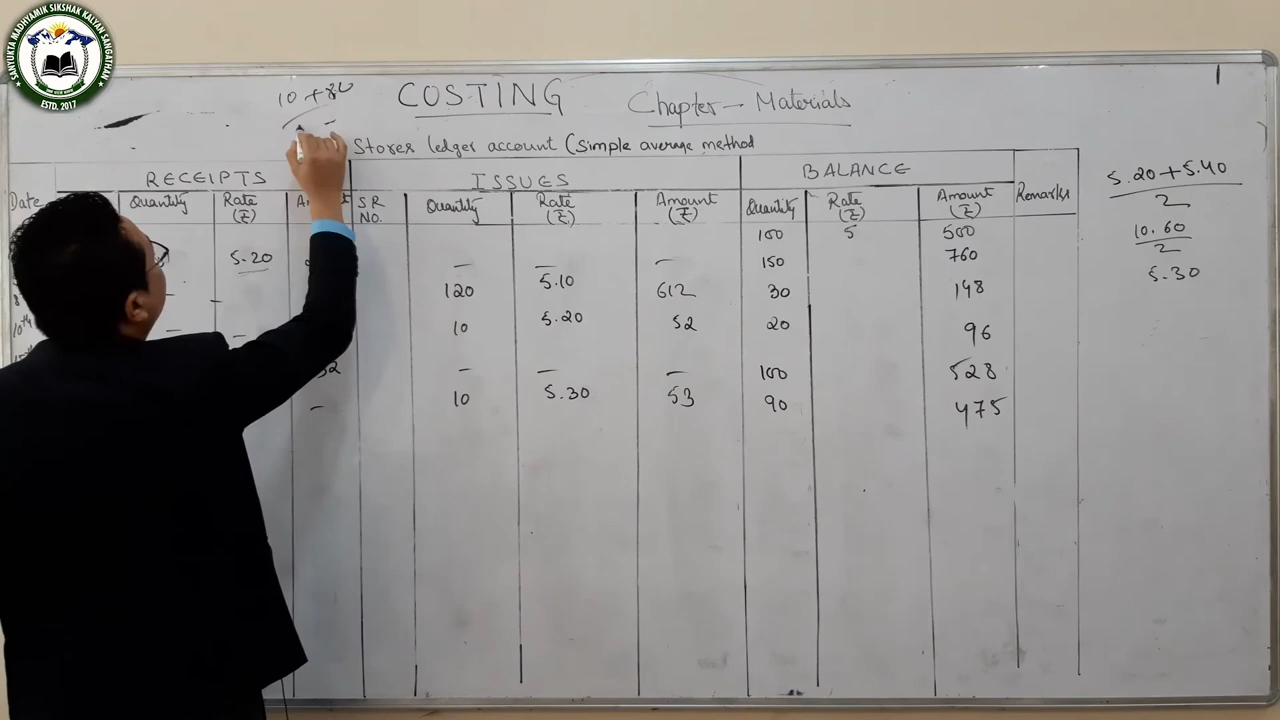 SANYUKTA MADHYAMIK SIKSHAK KALYAN SANGATHAN
ESTD. 2017
10 + 80
COSTING Chapter - Materials
1
Stores ledger account (Simple average method
RECEIPTS ISSUES BALANCE
Date Quantity Rate (₹) S.R NO. Quantity Rate (₹) Amount (₹) Quantity Rate (₹) Amount (₹) Remarks
100 5 500
5.20 — — — 150 760
120 5.10 612 30 148
10th — — 10 5.20 52 20 96
— — — 100 528
— 10 5.30 53 90 475
5.20 + 5.40
2
10.60
2
5.30